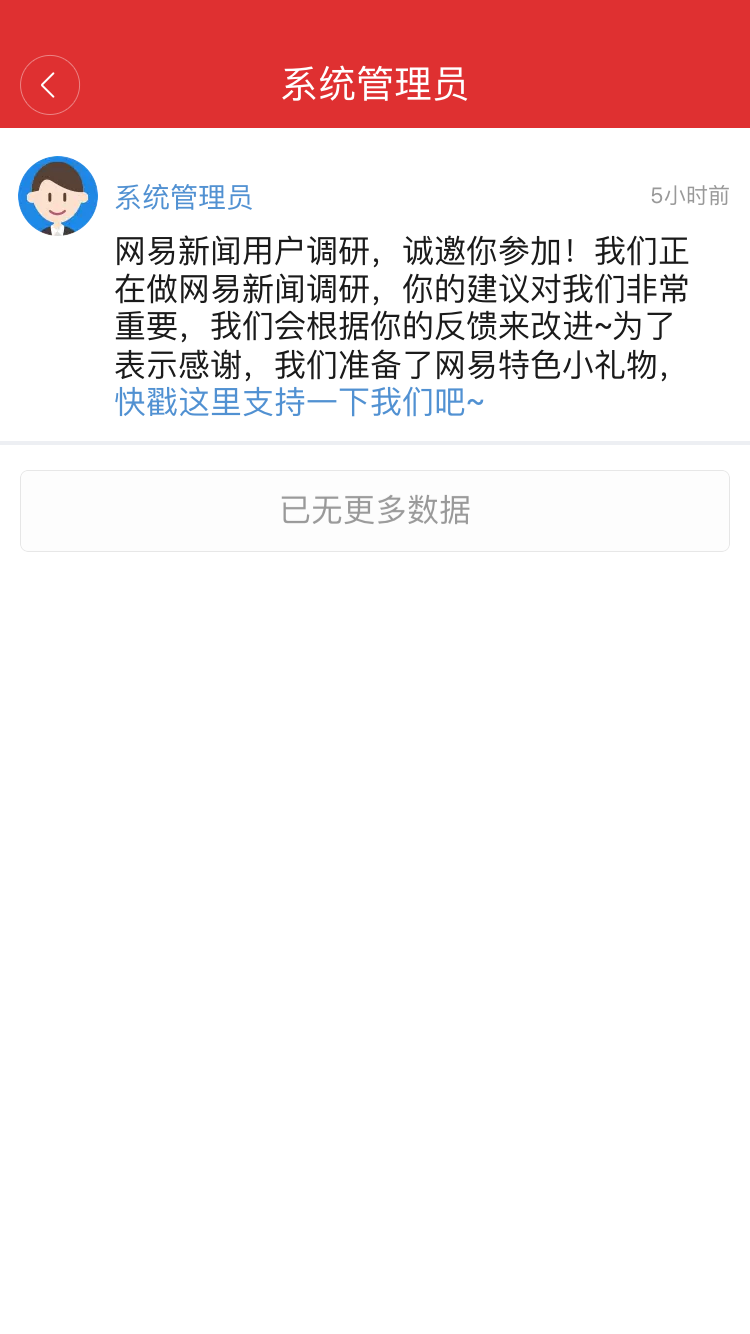 系统管理员
系统管理员
5小时前
网易新闻用户调研，诚邀你参加！我们正
在做网易新闻调研，你的建议对我们非常
重要，我们会根据你的反馈来改进~为了
表示感谢，我们准备了网易特色小礼物，
快戳这里支持一下我们吧~
已无更多数据